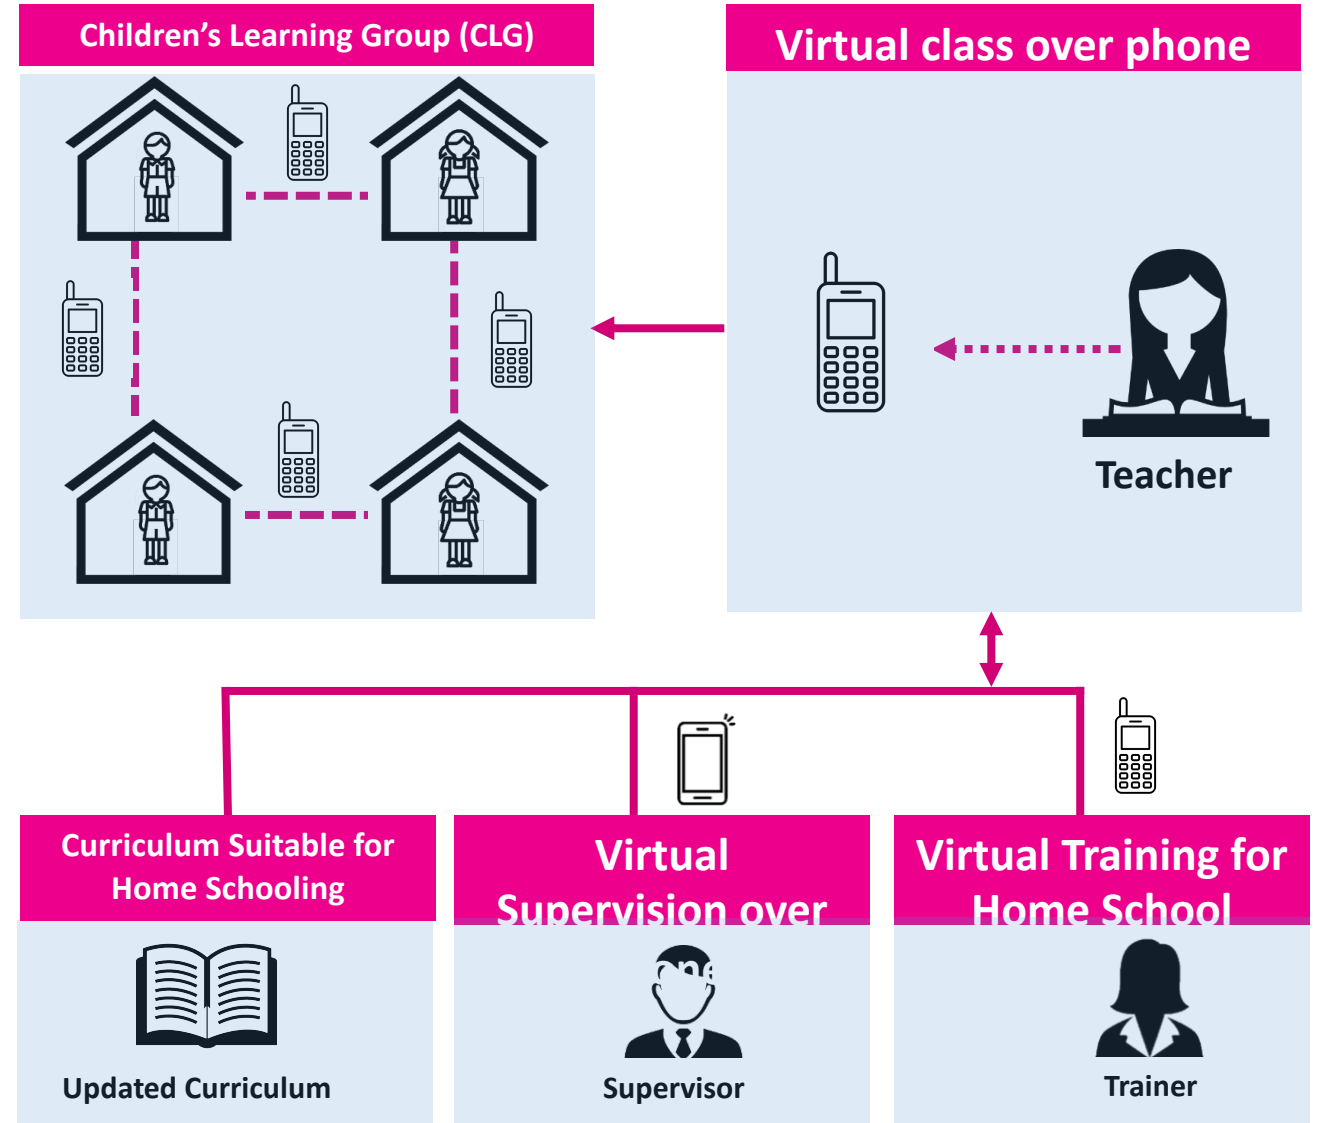 Children’s Learning Group (CLG)
Virtual class over phone
Teacher
Curriculum Suitable for
Home Schooling
Virtual
Supervision over
Virtual Training for
Home School
Updated Curriculum
Supervisor
Trainer